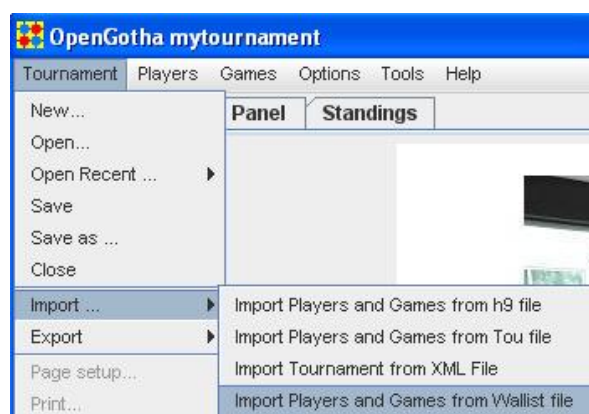 OpenGotha mytournament
Tournament Players Games Options Tools Help
New...
Panel Standings
Open...
Open Recent ...
Save
Save as ...
Close
Import ...
Import Players and Games from h9 file
Export
Import Players and Games from Tou file
Page setup...
Import Tournament from XML File
Print...
Import Players and Games from Wallist file